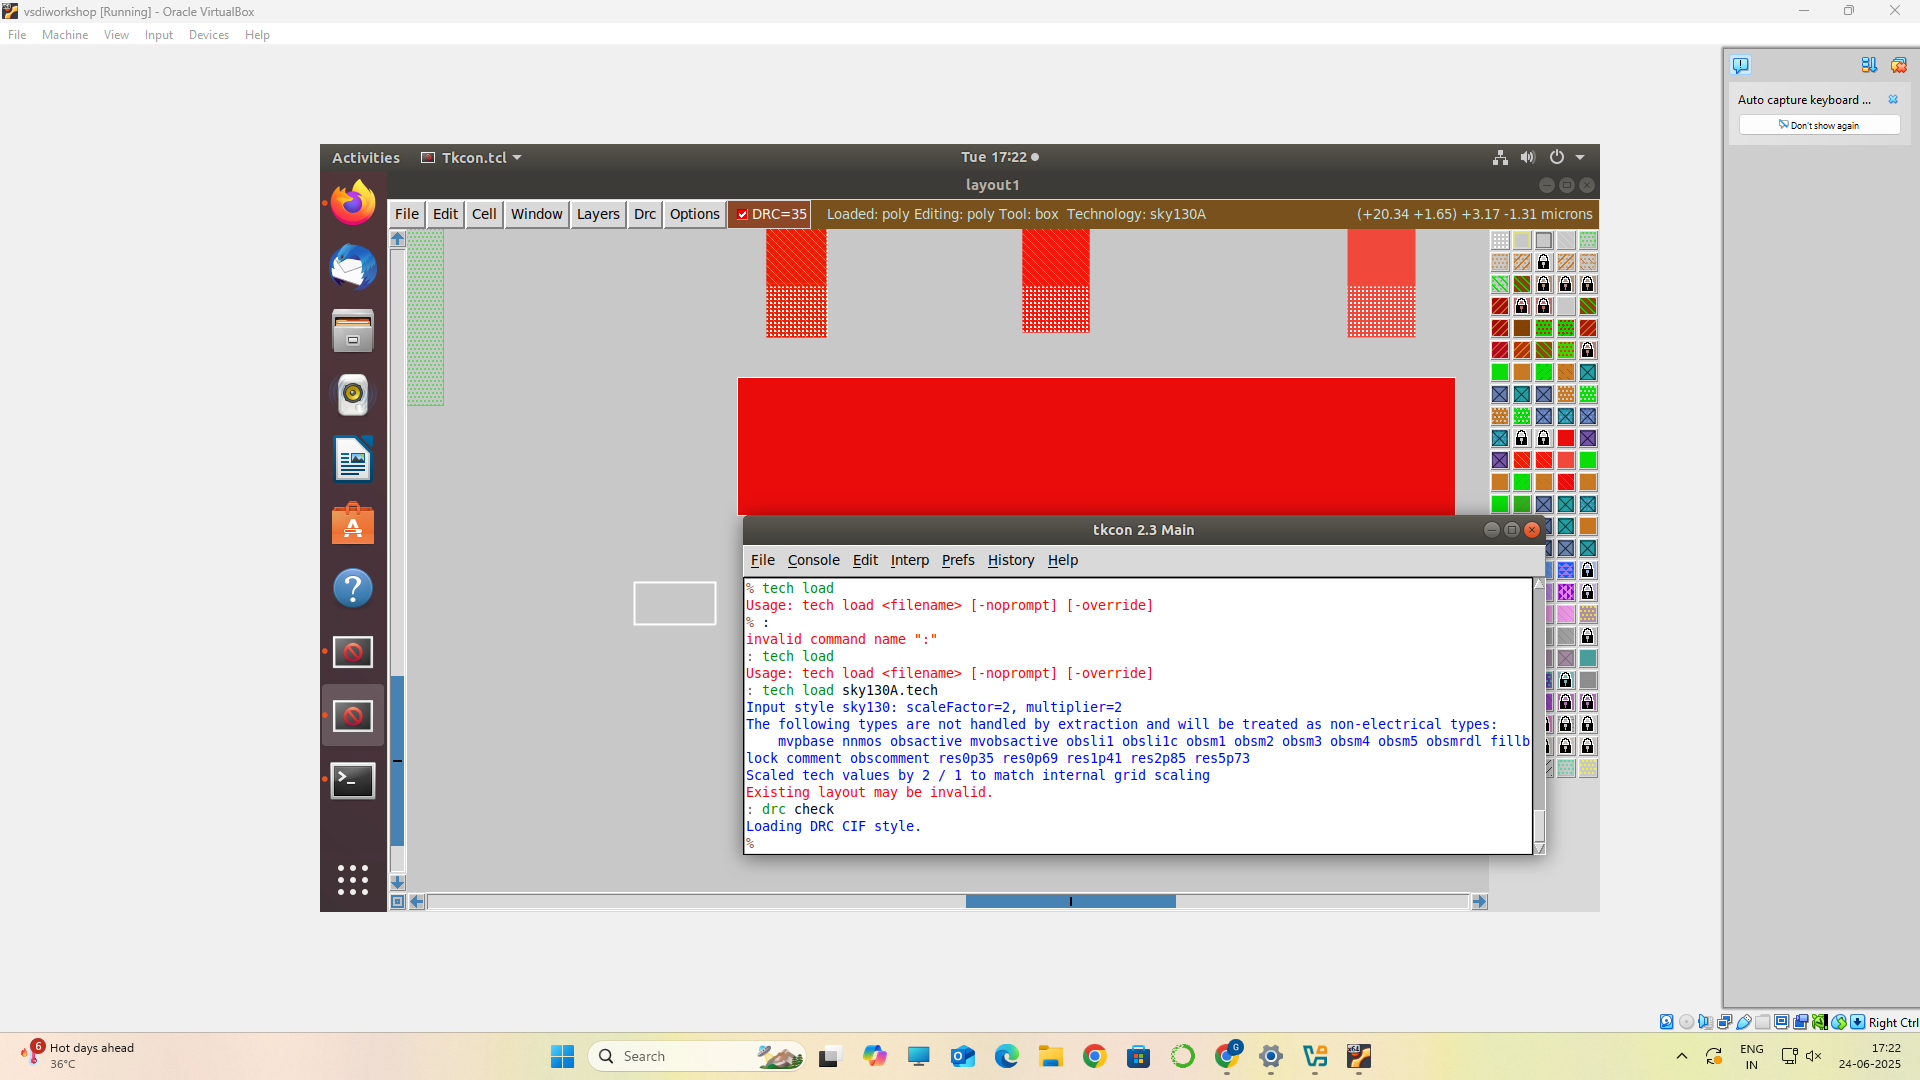 vsdiworkshop [Running] - Oracle VirtualBox
File Machine View Input Devices Help
Auto capture keyboard ...
Don't show again
Activities Tkcon.tcl Tue 17:22
layout1
File Edit Cell Window Layers Drc Options DRC=35 Loaded: poly Editing: poly Tool: box Technology: sky130A (+20.34 +1.65) +3.17 -1.31 microns
tkcon 2.3 Main
File Console Edit Interp Prefs History Help
% tech load
Usage: tech load <filename> [-noprompt] [-override]
% :
invalid command name ":"
: tech load
Usage: tech load <filename> [-noprompt] [-override]
: tech load sky130A.tech
Input style sky130: scaleFactor=2, multiplier=2
The following types are not handled by extraction and will be treated as non-electrical types:
mvpbase nnmos obsactive mvobsactive obsli1 obsli1c obsm1 obsm2 obsm3 obsm4 obsm5 obsmrdl fillb
lock comment obscomment res0p35 res0p69 res1p41 res2p85 res5p73
Scaled tech values by 2 / 1 to match internal grid scaling
Existing layout may be invalid.
: drc check
Loading DRC CIF style.
%
Right Ctrl
6
Hot days ahead
36°C
Search
G
x64
ENG
IN
17:22
24-06-2025